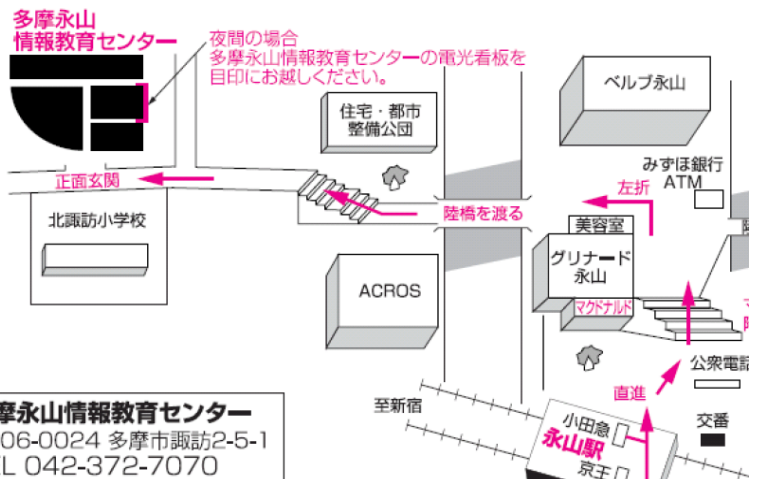 多摩永山
情報教育センター
夜間の場合
多摩永山情報教育センターの電光看板を
目印にお越しください。
住宅・都市
整備公団
ベルブ永山
みずほ銀行
ATM
左折
正面玄関
陸橋を渡る
北諏訪小学校
美容室
グリナード
永山
マクドナルド
ACROS
公衆電話
直進
至新宿
小田急
永山駅
京王
交番
摩永山情報教育センター
06-0024 多摩市諏訪2-5-1
EL 042-372-7070